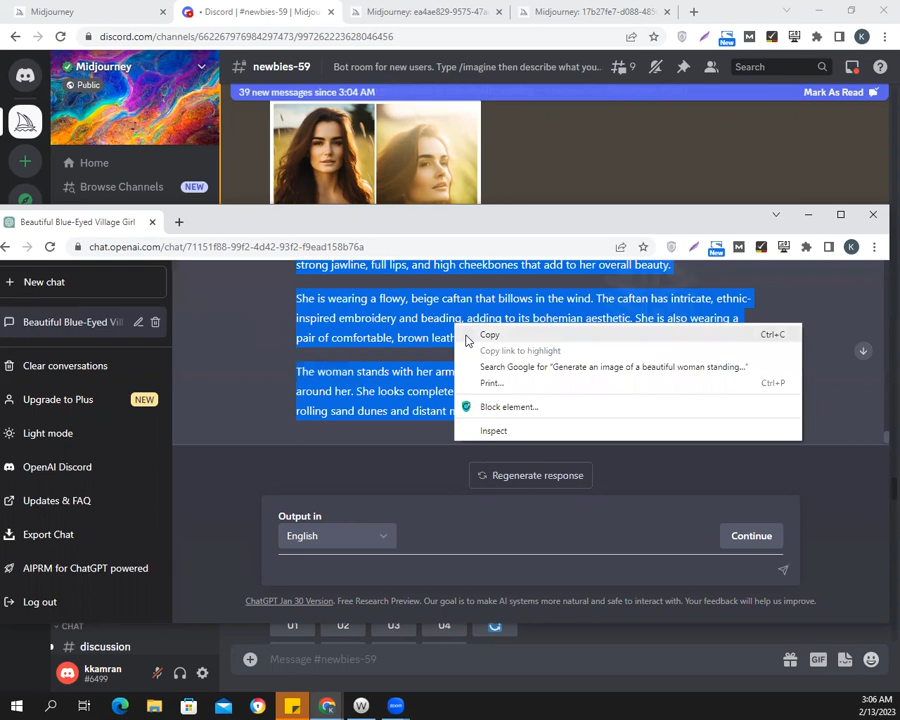 Midjourney
• Discord | #newbies-59 | Midjou
Midjourney: ea4ae829-9575-47a
Midjourney: 17b27fe7-d088-485
discord.com/channels/662267976984297473/997262223628046456
New
K
Midjourney
# newbies-59
Bot room for new users. Type /imagine then describe what you...
9
Search
Public
39 new messages since 3:04 AM
Mark As Read
Home
Browse Channels
NEW
Beautiful Blue-Eyed Village Girl
chat.openai.com/chat/71151f88-99f2-4d42-93f2-f9ead158b76a
New
K
New chat
strong jawline, full lips, and high cheekbones that add to her overall beauty.
She is wearing a flowy, beige caftan that billows in the wind. The caftan has intricate, ethnic-
Beautiful Blue-Eyed Vill
inspired embroidery and beading, adding to its bohemian aesthetic. She is also wearing a
pair of comfortable, brown leath
Copy
Ctrl+C
Copy link to highlight
Search Google for "Generate an image of a beautiful woman standing..."
Print...
Ctrl+P
Block element...
Inspect
The woman stands with her arm
around her. She looks complete
rolling sand dunes and distant m
Clear conversations
Upgrade to Plus
NEW
Light mode
OpenAI Discord
Updates & FAQ
Export Chat
AIPRM for ChatGPT powered
Log out
Regenerate response
Output in
English
Continue
ChatGPT Jan 30 Version. Free Research Preview. Our goal is to make AI systems more natural and safe to interact with. Your feedback will help us improve.
U1
U2
U3
U4
CHAT
# discussion
kkamran
#6499
Message #newbies-59
GIF
W
zoom
3:06 AM
2/13/2023